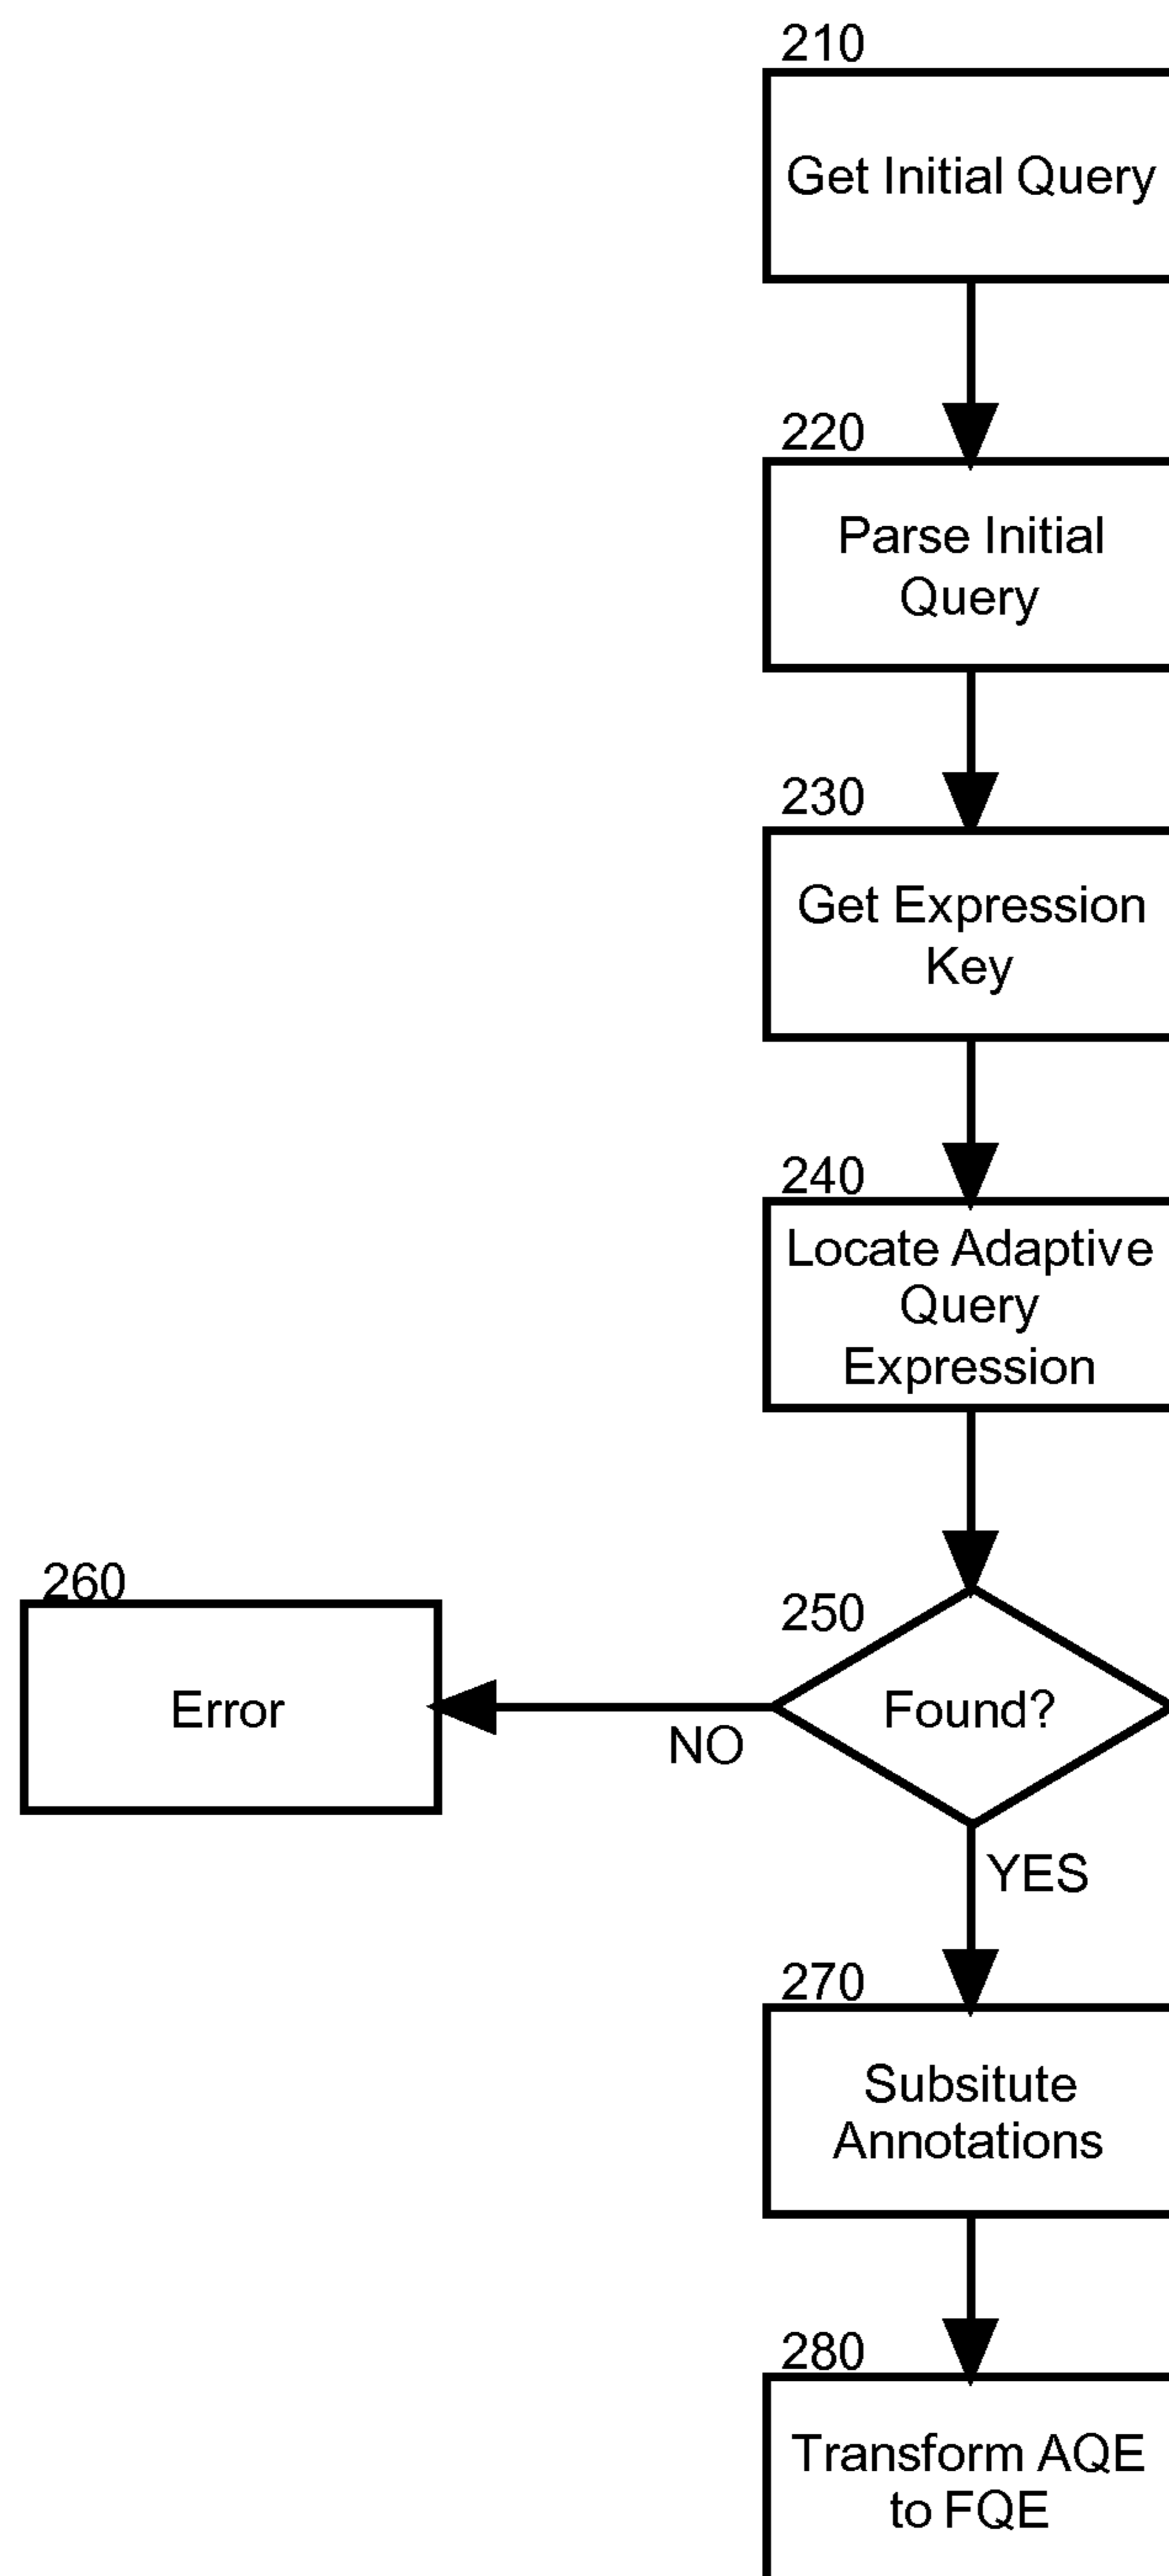 210
Get Initial Query
220
Parse Initial
Query
230
Get Expression
Key
240
Locate Adaptive
Query
Expression
260
Error
250
Found?
NO
YES
270
Subsitute
Annotations
280
Transform AQE
to FQE